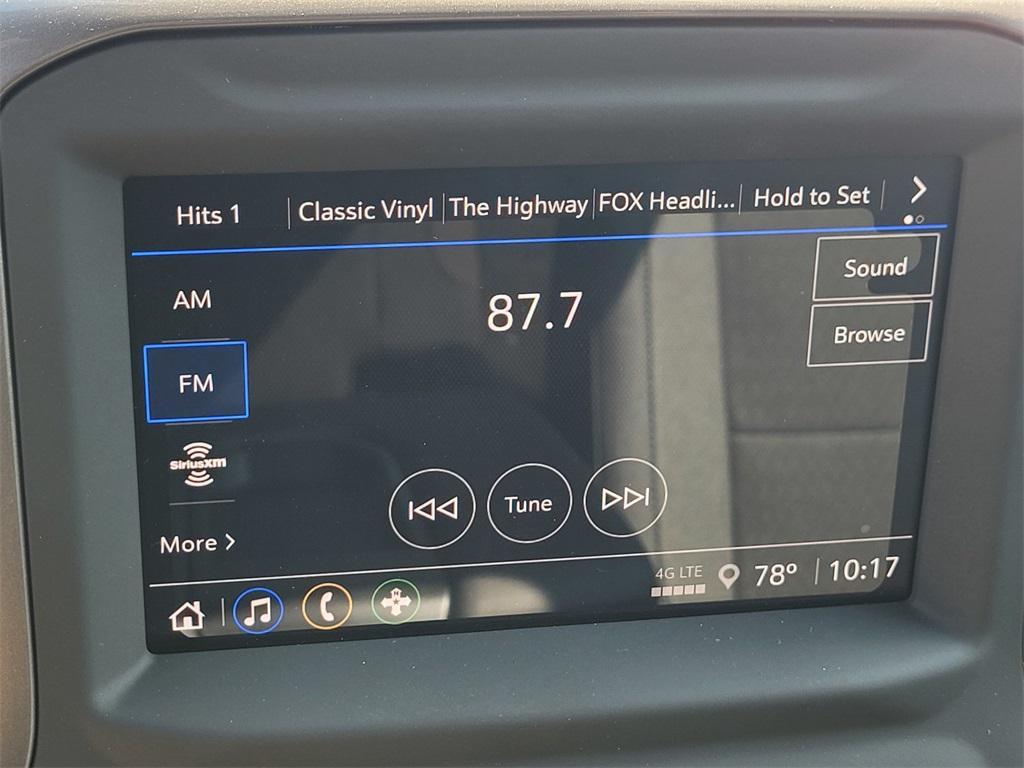 Hits 1
Classic Vinyl
The Highway
FOX Headli...
Hold to Set
Sound
AM
87.7
Browse
FM
SiriusXM
Tune
More
4G LTE
78°
10:17